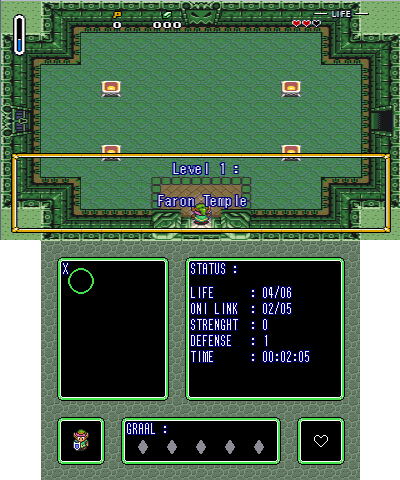 LIFE
0 000
Level 1 :
Faron Temple
X
STATUS :
LIFE : 04/06
ONI LINK : 02/05
STRENGHT : 0
DEFENSE : 1
TIME : 00:02:05
GRAAL :